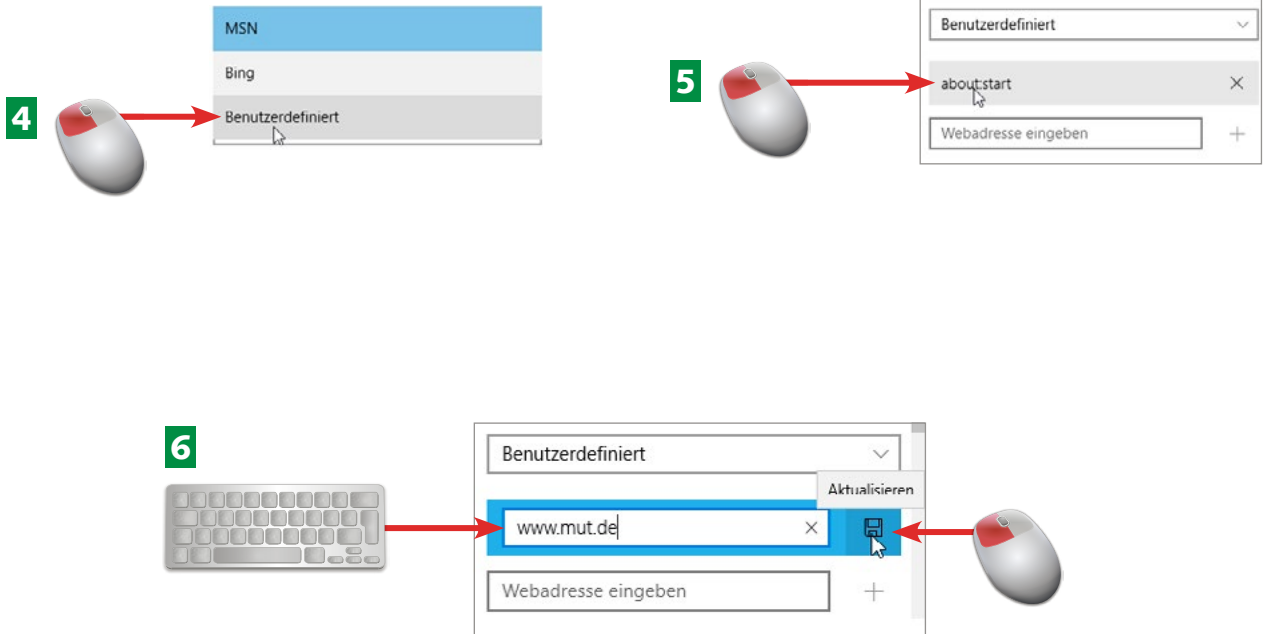 4
MSN
Bing
Benutzerdefiniert
5
Benutzerdefiniert
about:start
Webadresse eingeben
6
Benutzerdefiniert
Aktualisieren
www.mut.de
Webadresse eingeben